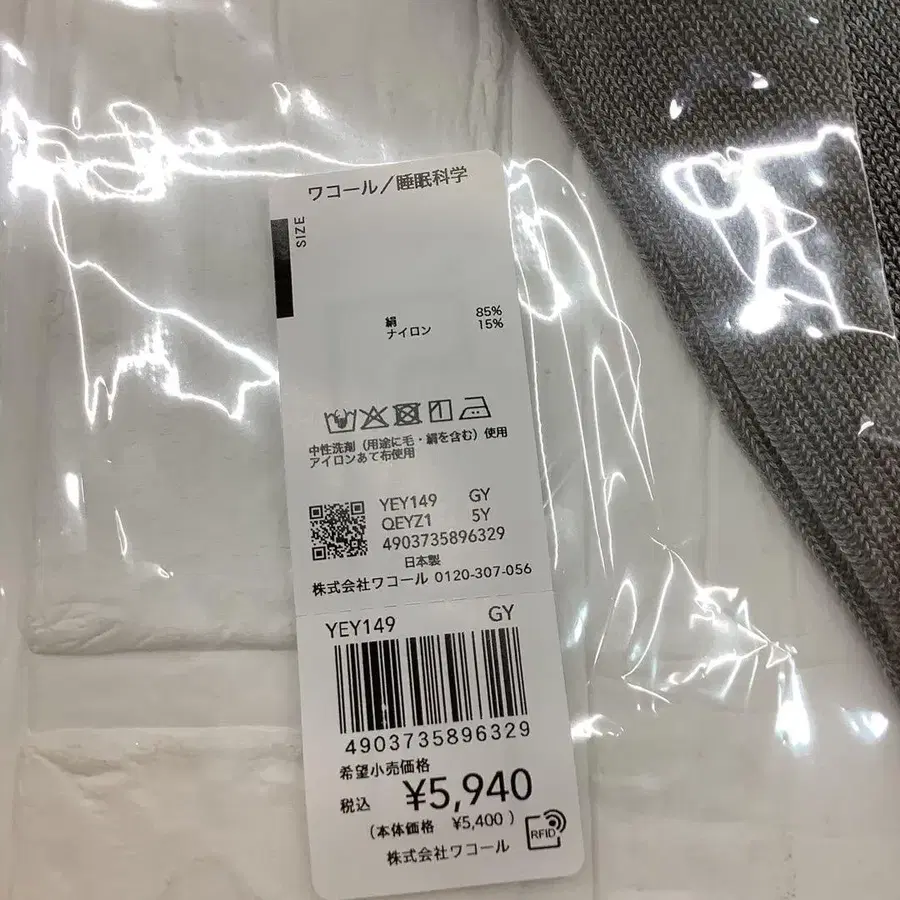 ワコール／睡眠科学
SIZE
絹 85%
ナイロン 15%
中性洗剤（用途に毛・絹を含む）使用
アイロンあて布使用
YEY149 GY
QEYZ1 5Y
4903735896329
日本製
株式会社ワコール 0120-307-056
YEY149 GY
4903735896329
希望小売価格
税込 ¥5,940
（本体価格 ¥5,400）
株式会社ワコール
RFID